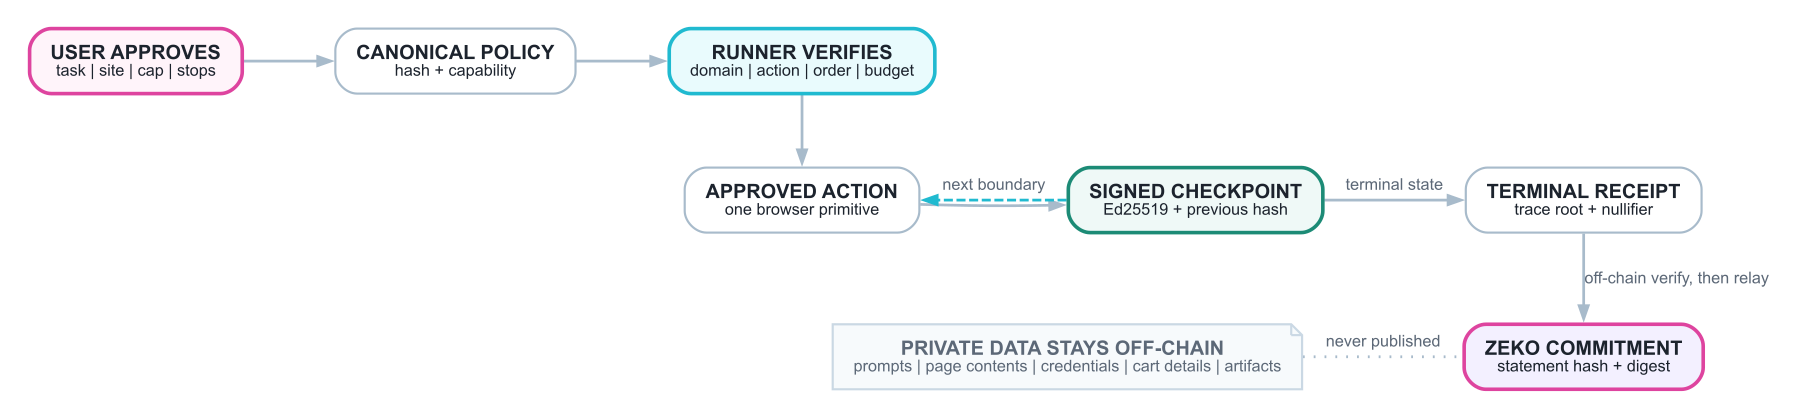 USER APPROVES
task | site | cap | stops
CANONICAL POLICY
hash + capability
RUNNER VERIFIES
domain | action | order | budget
APPROVED ACTION
one browser primitive
next boundary
SIGNED CHECKPOINT
Ed25519 + previous hash
terminal state
TERMINAL RECEIPT
trace root + nullifier
off-chain verify, then relay
PRIVATE DATA STAYS OFF-CHAIN
prompts | page contents | credentials | cart details | artifacts
never published
ZEKO COMMITMENT
statement hash + digest